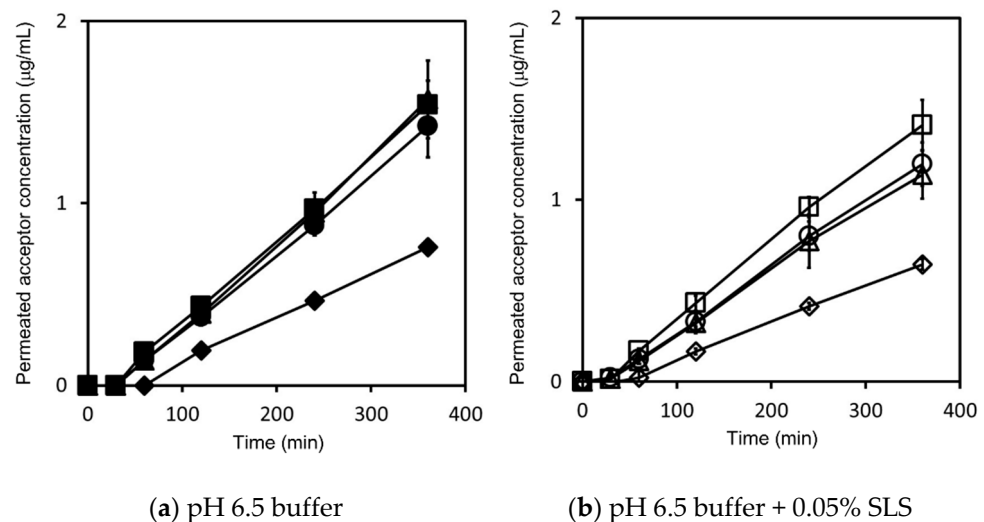 Permeated acceptor concentration (μg/mL)
2
1
0
0 100 200 300 400
Time (min)
(a) pH 6.5 buffer
Permeated acceptor concentration (μg/mL)
2
1
0
0 100 200 300 400
Time (min)
(b) pH 6.5 buffer + 0.05% SLS